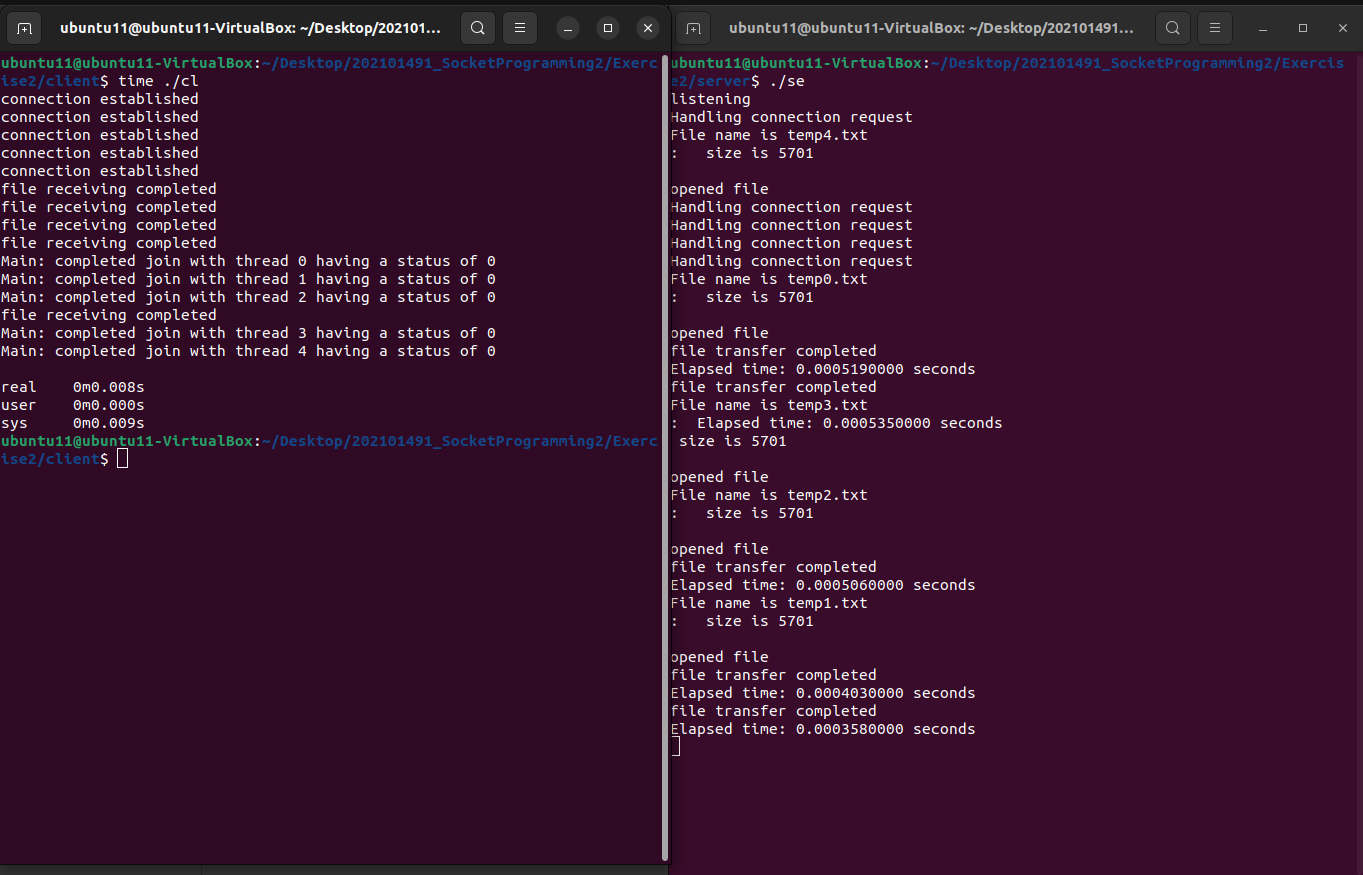 ubuntu11@ubuntu11-VirtualBox: ~/Desktop/202101...
ubuntu11@ubuntu11-VirtualBox:~/Desktop/202101491_SocketProgramming2/Exerc
ise2/client$ time ./cl
connection established
connection established
connection established
connection established
connection established
file receiving completed
file receiving completed
file receiving completed
file receiving completed
Main: completed join with thread 0 having a status of 0
Main: completed join with thread 1 having a status of 0
Main: completed join with thread 2 having a status of 0
file receiving completed
Main: completed join with thread 3 having a status of 0
Main: completed join with thread 4 having a status of 0
real    0m0.008s
user    0m0.000s
sys     0m0.009s
ubuntu11@ubuntu11-VirtualBox:~/Desktop/202101491_SocketProgramming2/Exerc
ise2/client$
ubuntu11@ubuntu11-VirtualBox: ~/Desktop/202101491...
ubuntu11@ubuntu11-VirtualBox:~/Desktop/202101491_SocketProgramming2/Exercis
e2/server$ ./se
listening
Handling connection request
File name is temp4.txt
:   size is 5701
opened file
Handling connection request
Handling connection request
Handling connection request
Handling connection request
File name is temp0.txt
:   size is 5701
opened file
file transfer completed
Elapsed time: 0.0005190000 seconds
file transfer completed
File name is temp3.txt
:  Elapsed time: 0.0005350000 seconds
 size is 5701
opened file
File name is temp2.txt
:   size is 5701
opened file
file transfer completed
Elapsed time: 0.0005060000 seconds
File name is temp1.txt
:   size is 5701
opened file
file transfer completed
Elapsed time: 0.0004030000 seconds
file transfer completed
Elapsed time: 0.0003580000 seconds